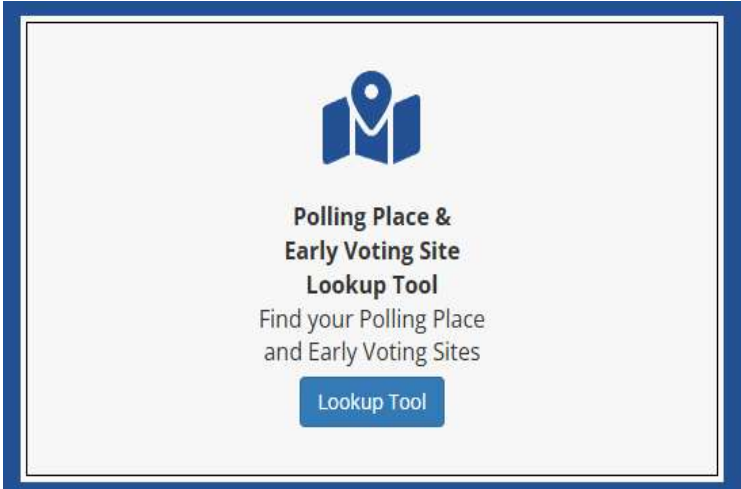 Polling Place &
Early Voting Site
Lookup Tool
Find your Polling Place
and Early Voting Sites
Lookup Tool